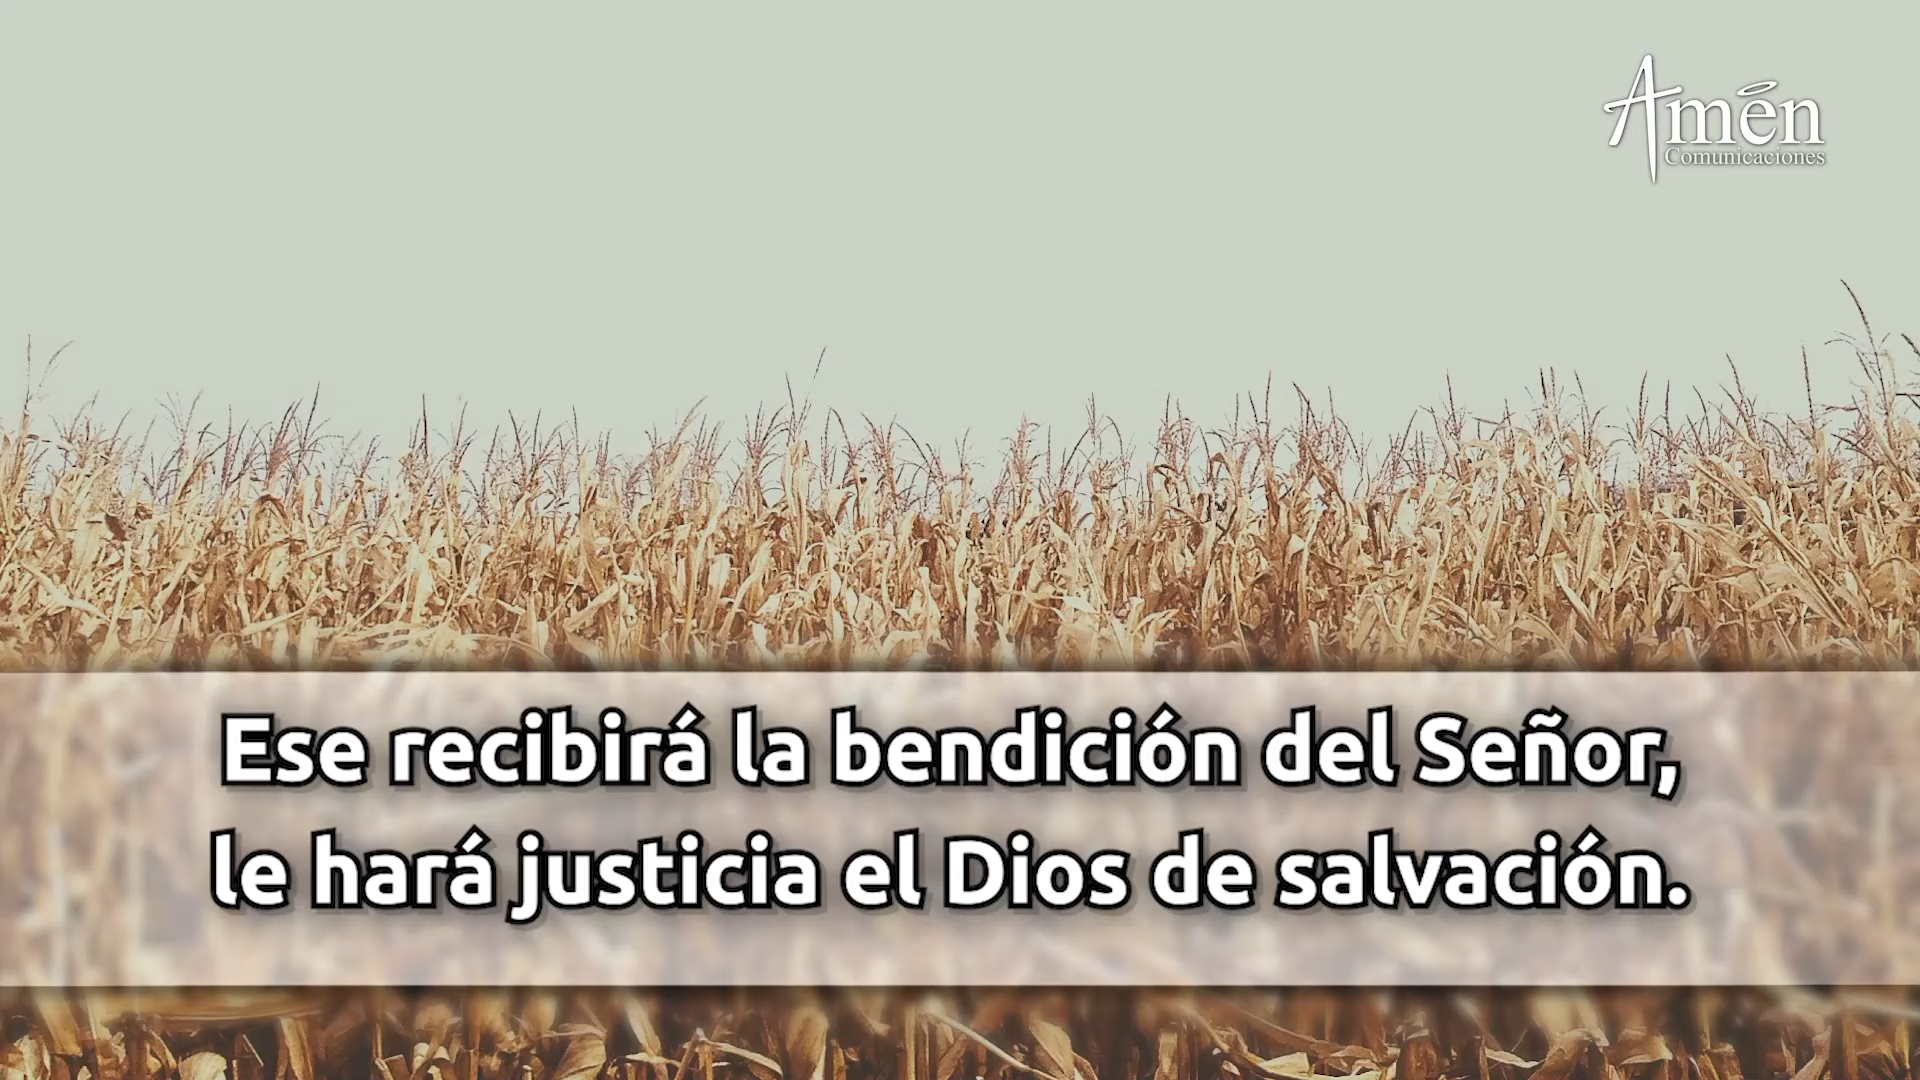 Amén
Comunicaciones
Ese recibirá la bendición del Señor,
le hará justicia el Dios de salvación.